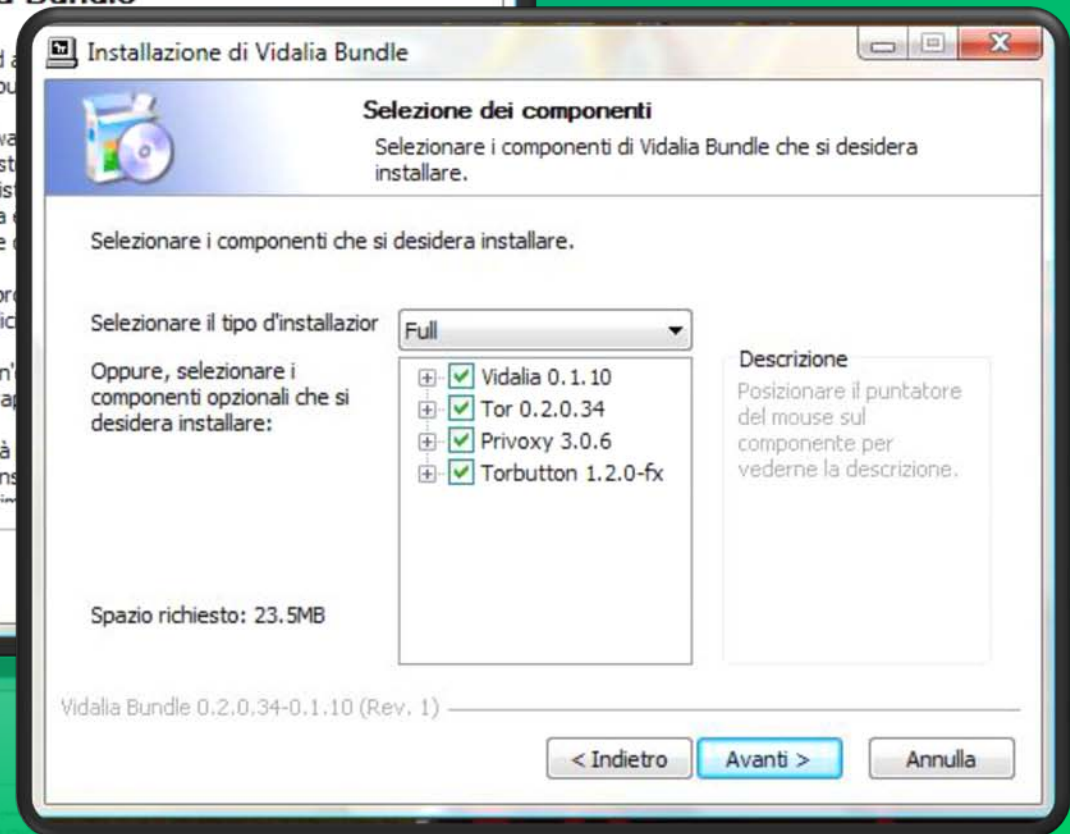 Installazione di Vidalia Bundle
Selezione dei componenti
Selezionare i componenti di Vidalia Bundle che si desidera
installare.
Selezionare i componenti che si desidera installare.
Selezionare il tipo d'installazior
Full
Oppure, selezionare i
componenti opzionali che si
desidera installare:
Vidalia 0.1.10
Tor 0.2.0.34
Privoxy 3.0.6
Torbutton 1.2.0-fx
Descrizione
Posizionare il puntatore
del mouse sul
componente per
vederne la descrizione.
Spazio richiesto: 23.5MB
Vidalia Bundle 0.2.0.34-0.1.10 (Rev. 1)
< Indietro
Avanti >
Annulla